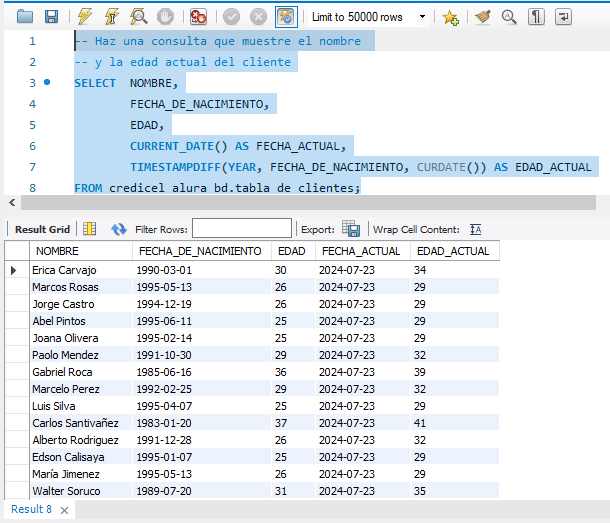 Limit to 50000 rows
1 -- Haz una consulta que muestre el nombre
2 -- y la edad actual del cliente
3 SELECT NOMBRE,
4 FECHA_DE_NACIMIENTO,
5 EDAD,
6 CURRENT_DATE() AS FECHA_ACTUAL,
7 TIMESTAMPDIFF(YEAR, FECHA_DE_NACIMIENTO, CURDATE()) AS EDAD_ACTUAL
8 FROM credicel alura bd.tabla de clientes;
Result Grid Filter Rows: Export: Wrap Cell Content:
NOMBRE FECHA_DE_NACIMIENTO EDAD FECHA_ACTUAL EDAD_ACTUAL
Erica Carvajo 1990-03-01 30 2024-07-23 34
Marcos Rosas 1995-05-13 26 2024-07-23 29
Jorge Castro 1994-12-19 26 2024-07-23 29
Abel Pintos 1995-06-11 25 2024-07-23 29
Joana Olivera 1995-02-14 25 2024-07-23 29
Paolo Mendez 1991-10-30 29 2024-07-23 32
Gabriel Roca 1985-06-16 36 2024-07-23 39
Marcelo Perez 1992-02-25 29 2024-07-23 32
Luis Silva 1995-04-07 25 2024-07-23 29
Carlos Santivañez 1983-01-20 37 2024-07-23 41
Alberto Rodriguez 1991-12-28 26 2024-07-23 32
Edson Calisaya 1995-01-07 25 2024-07-23 29
María Jimenez 1995-05-13 26 2024-07-23 29
Walter Soruco 1989-07-20 31 2024-07-23 35
Result 8